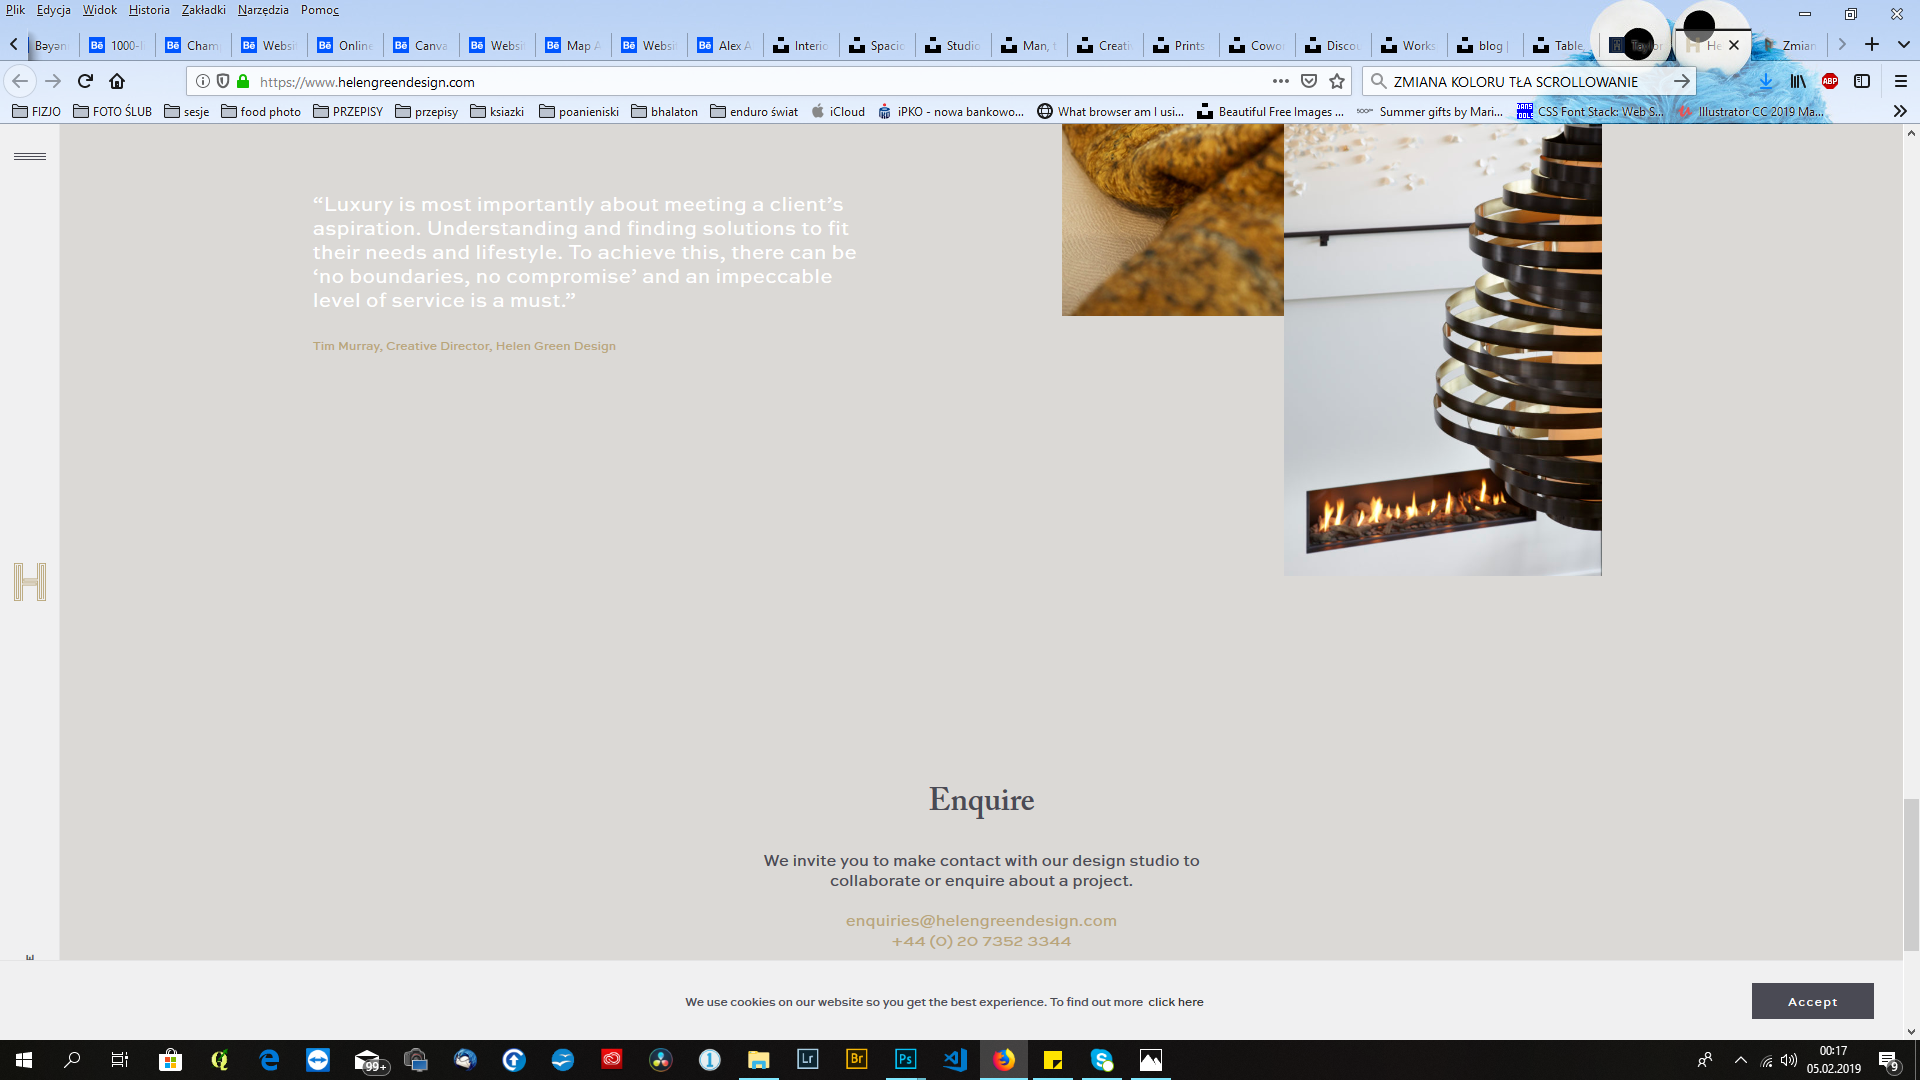 Plik Edycja Widok Historia Zakładki Narzędzia Pomoc
Bəyən 1000-I Cham Websi Online Canva Websi Map A Websi Alex A Interio Spacio Studio Man, t Creati Prints Cowor Discou Works blog | Table, Taylor He Zmian
https://www.helengreendesign.com
ZMIANA KOLORU TŁA SCROLLOWANIE
ABP
FIZJO FOTO ŚLUB sesje food photo PRZEPISY przepisy ksiazki poanieniski bhalaton enduro świat iCloud iPKO - nowa bankowo... What browser am I usi... Beautiful Free Images ... Summer gifts by Mari... CSS Font Stack: Web S... Illustrator CC 2019 Ma...
“Luxury is most importantly about meeting a client’s
aspiration. Understanding and finding solutions to fit
their needs and lifestyle. To achieve this, there can be
‘no boundaries, no compromise’ and an impeccable
level of service is a must.”
Tim Murray, Creative Director, Helen Green Design
H
Enquire
We invite you to make contact with our design studio to
collaborate or enquire about a project.
enquiries@helengreendesign.com
+44 (0) 20 7352 3344
We use cookies on our website so you get the best experience. To find out more click here
Accept
99+
Lr Br Ps
00:17
05.02.2019
9